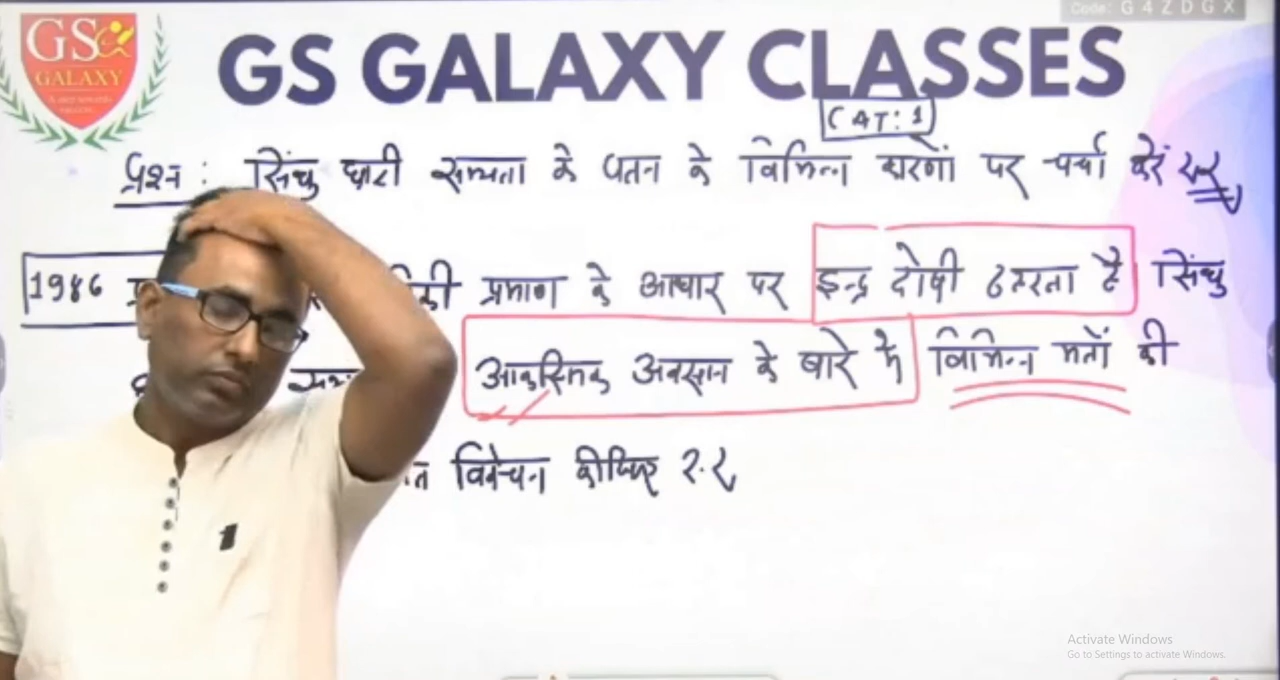 Code: G4ZDGX
GS
GALAXY
GS GALAXY CLASSES
CAT: 1
प्रश्न : सिंधु घाटी सभ्यता के पतन के विभिन्न कारणों पर चर्चा करें
1986
प्रमाण के आधार पर इन्द्र दोषी ठहरता है सिंधु
आकस्मिक अवसान के बारे में विभिन्न मतों की
विवेचन कीजिए
Activate Windows
Go to Settings to activate Windows.